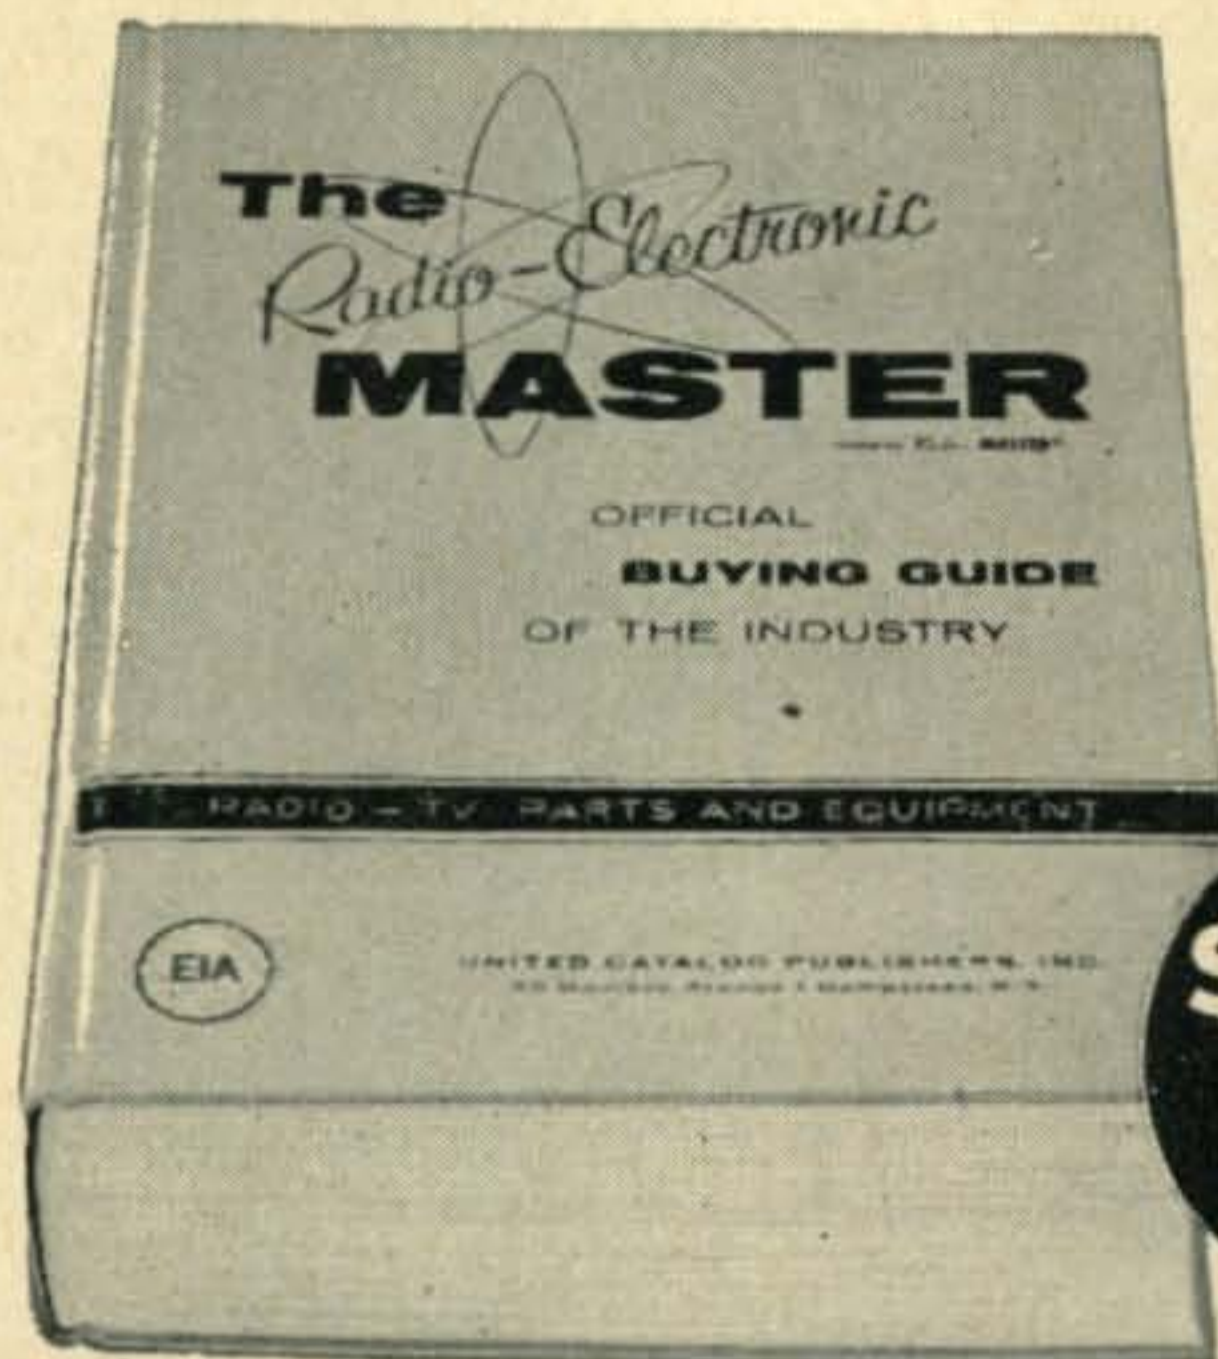 The
Radio-Electronic
MASTER
MASTER
OFFICIAL
BUYING GUIDE
OF THE INDUSTRY
RADIO - TV PARTS AND EQUIPMENT
EIA
UNITED CATALOG PUBLISHERS, INC.
S